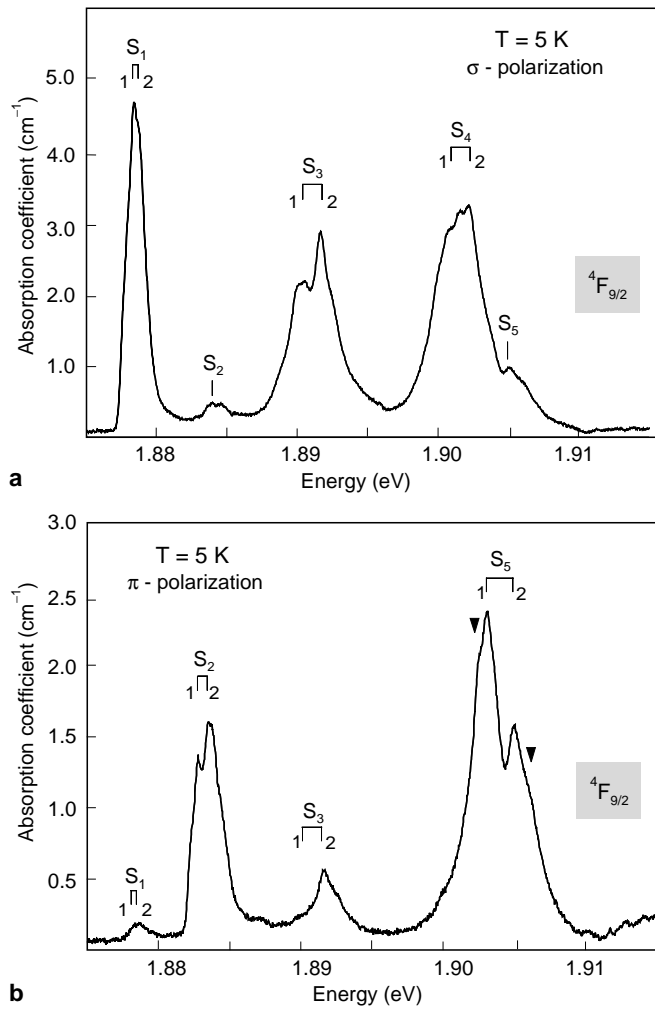 S₁
1 2
T = 5 K
σ - polarization
5.0
S₄
1 2
4.0
S₃
1 2
3.0
⁴F₉/₂
2.0
S₅
S₂
1.0
Absorption coefficient (cm⁻¹)
1.88
1.89
1.90
1.91
Energy (eV)
a
3.0
T = 5 K
π - polarization
S₅
1 2
2.5
S₂
1 2
2.0
1.5
⁴F₉/₂
1.0
S₃
1 2
S₁
1 2
0.5
Absorption coefficient (cm⁻¹)
1.88
1.89
1.90
1.91
Energy (eV)
b